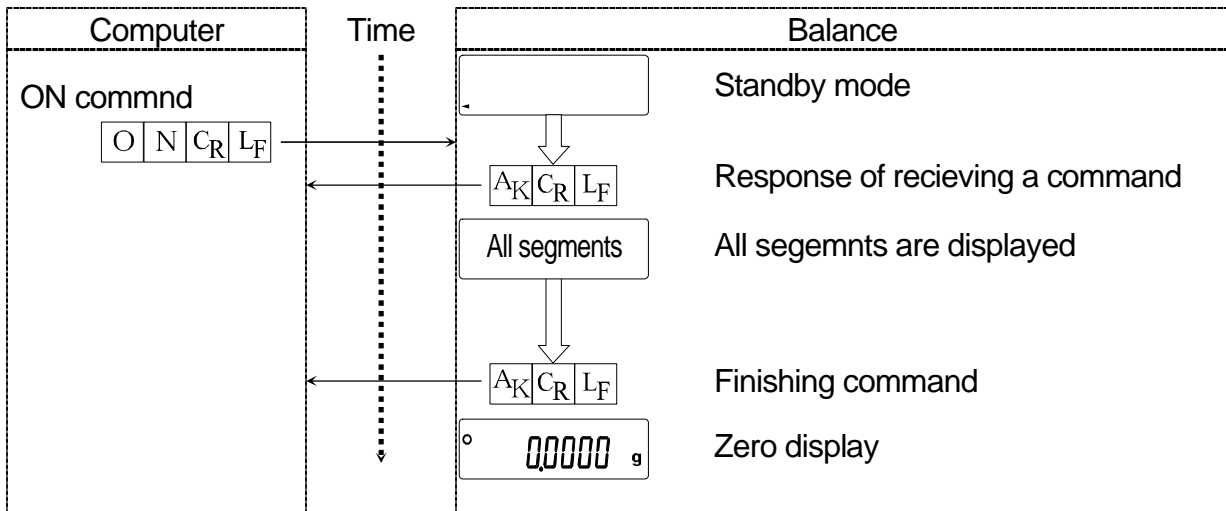 Computer Time Balance
Standby mode
ON commnd
O N CR LF
AK CR LF Response of recieving a command
All segments All segemnts are displayed
AK CR LF Finishing command
0.0000 g Zero display